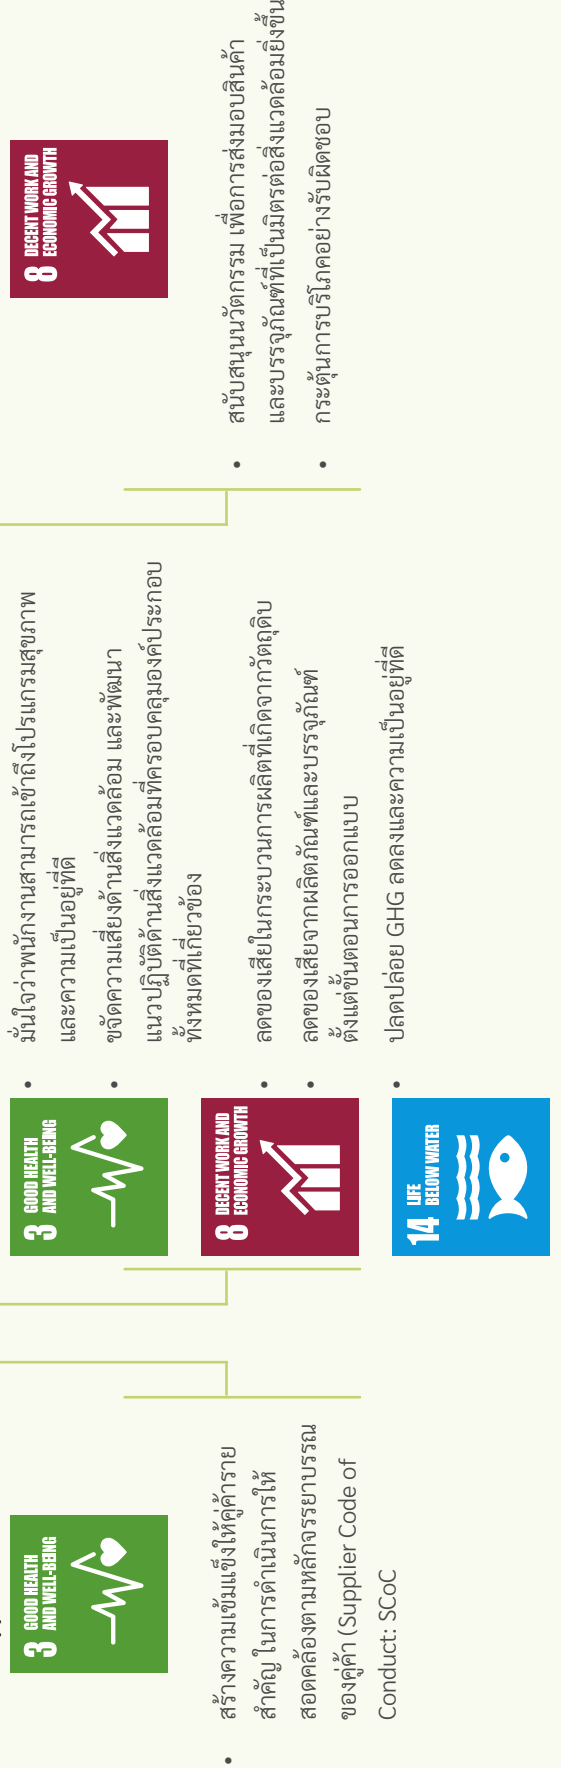 3 GOOD HEALTH
AND WELL-BEING
• สร้างความเข้มแข็งให้คู่ค้าราย
สำคัญ ในการดำเนินการให้
สอดคล้องตามหลักจรรยาบรรณ
ของคู่ค้า (Supplier Code of
Conduct: SCoC
3 GOOD HEALTH
AND WELL-BEING
8 DECENT WORK AND
ECONOMIC GROWTH
14 LIFE
BELOW WATER
• มั่นใจว่าพนักงานสามารถเข้าถึงโปรแกรมสุขภาพ
และความเป็นอยู่ที่ดี
• ขจัดความเสี่ยงด้านสิ่งแวดล้อม และพัฒนา
แนวปฏิบัติด้านสิ่งแวดล้อมที่ครอบคลุมองค์ประกอบ
ทั้งหมดที่เกี่ยวข้อง
• ลดของเสียในกระบวนการผลิตที่เกิดจากวัตถุดิบ
• ลดของเสียจากผลิตภัณฑ์และบรรจุภัณฑ์
ตั้งแต่ขั้นตอนการออกแบบ
• ปลดปล่อย GHG ลดลงและความเป็นอยู่ที่ดี
8 DECENT WORK AND
ECONOMIC GROWTH
• สนับสนุนนวัตกรรม เพื่อการส่งมอบสินค้า
และบรรจุภัณฑ์ที่เป็นมิตรต่อสิ่งแวดล้อมยิ่งขึ้น
• กระตุ้นการบริโภคอย่างรับผิดชอบ